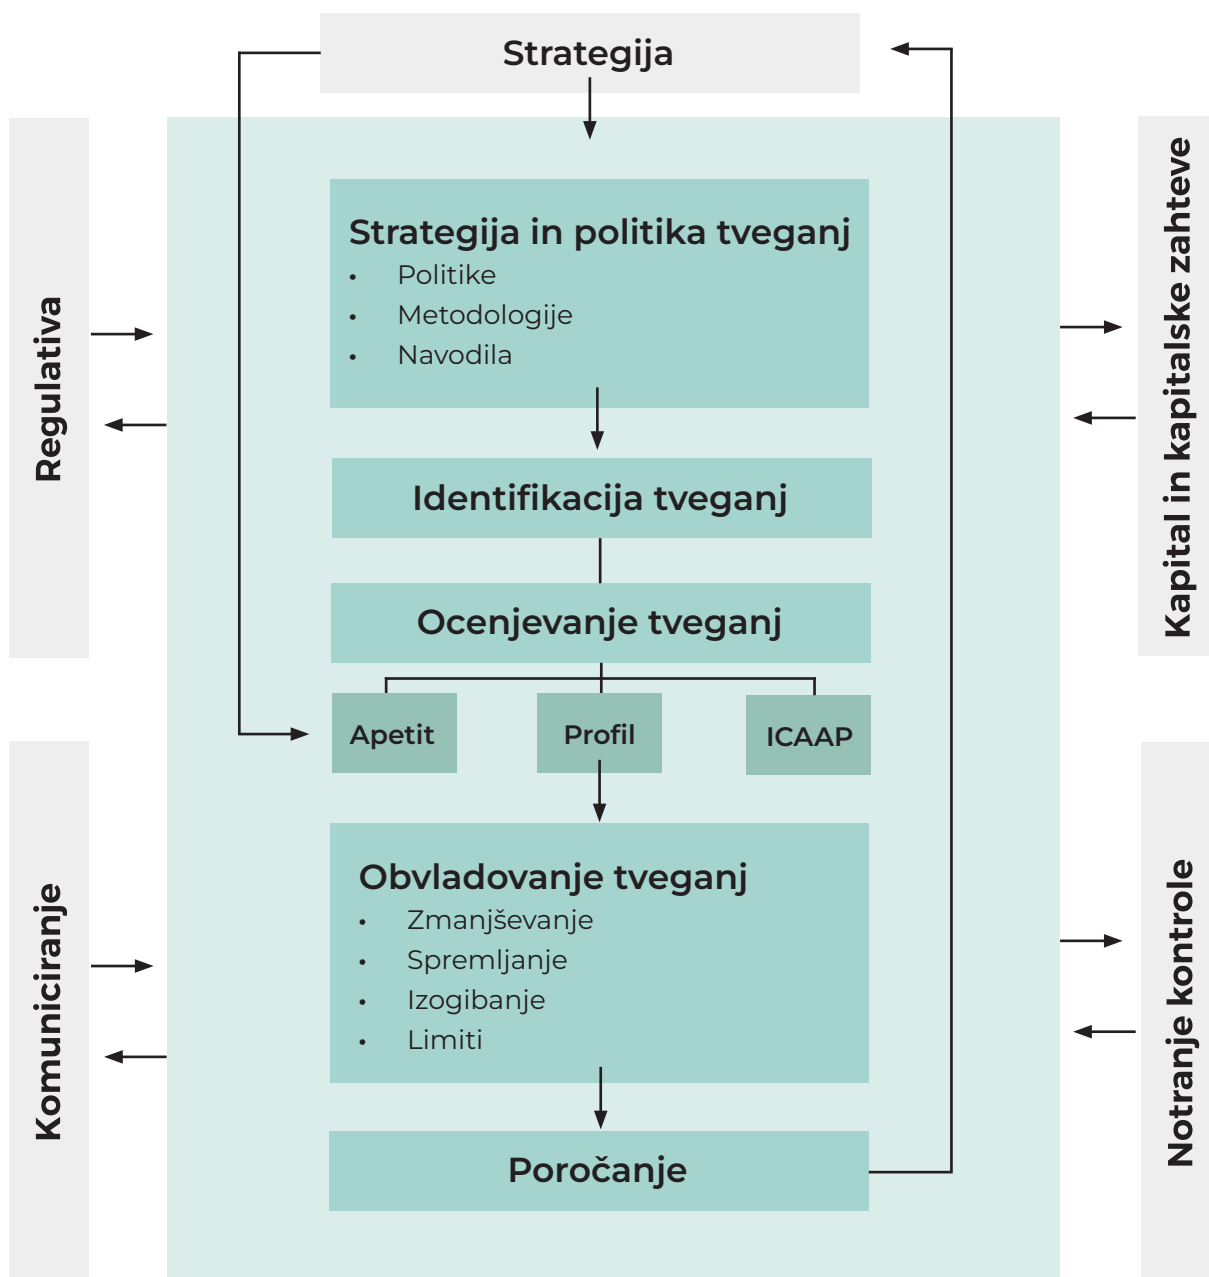 Strategija
Regulativa
Kapital in kapitalske zahteve
Strategija in politika tveganj
• Politike
• Metodologije
• Navodila
Identifikacija tveganj
Ocenjevanje tveganj
Apetit
Profil
ICAAP
Komuniciranje
Notranje kontrole
Obvladovanje tveganj
• Zmanjševanje
• Spremljanje
• Izogibanje
• Limiti
Poročanje